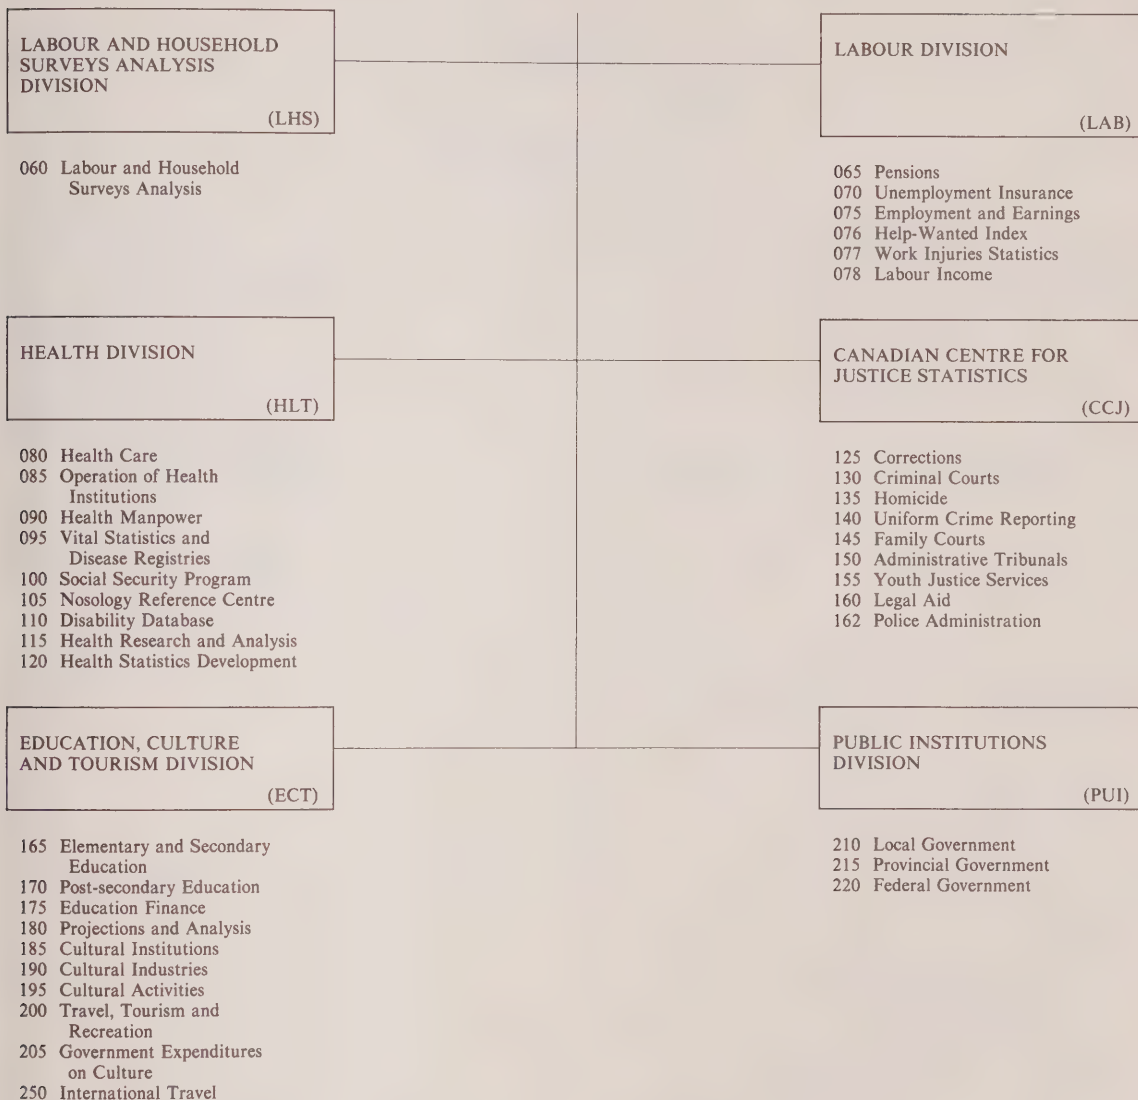 LABOUR AND HOUSEHOLD
SURVEYS ANALYSIS
DIVISION
(LHS)
060 Labour and Household
Surveys Analysis
LABOUR DIVISION
(LAB)
065 Pensions
070 Unemployment Insurance
075 Employment and Earnings
076 Help-Wanted Index
077 Work Injuries Statistics
078 Labour Income
HEALTH DIVISION
(HLT)
080 Health Care
085 Operation of Health
Institutions
090 Health Manpower
095 Vital Statistics and
Disease Registries
100 Social Security Program
105 Nosology Reference Centre
110 Disability Database
115 Health Research and Analysis
120 Health Statistics Development
CANADIAN CENTRE FOR
JUSTICE STATISTICS
(CCJ)
125 Corrections
130 Criminal Courts
135 Homicide
140 Uniform Crime Reporting
145 Family Courts
150 Administrative Tribunals
155 Youth Justice Services
160 Legal Aid
162 Police Administration
EDUCATION, CULTURE
AND TOURISM DIVISION
(ECT)
165 Elementary and Secondary
Education
170 Post-secondary Education
175 Education Finance
180 Projections and Analysis
185 Cultural Institutions
190 Cultural Industries
195 Cultural Activities
200 Travel, Tourism and
Recreation
205 Government Expenditures
on Culture
250 International Travel
PUBLIC INSTITUTIONS
DIVISION
(PUI)
210 Local Government
215 Provincial Government
220 Federal Government